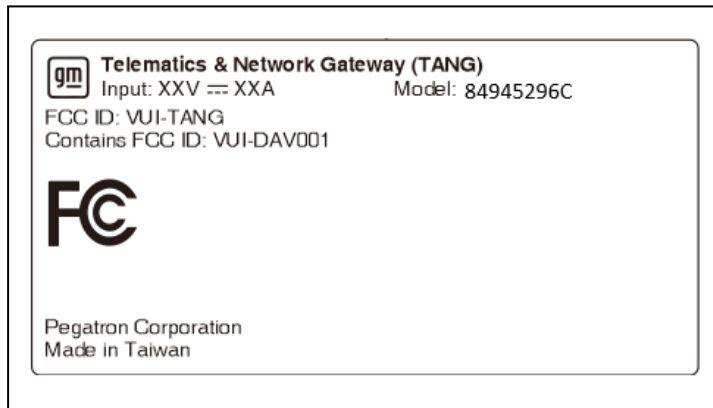 gm Telematics & Network Gateway (TANG)
Input: XXV ⎓ XXA Model: 84945296C
FCC ID: VUI-TANG
Contains FCC ID: VUI-DAV001
FC
Pegatron Corporation
Made in Taiwan